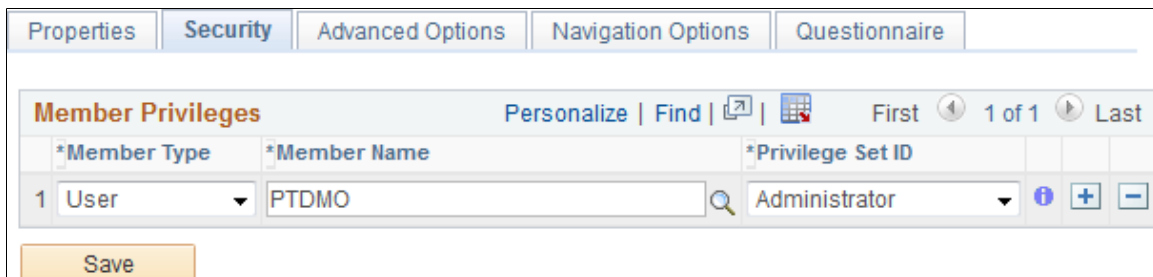 Properties Security Advanced Options Navigation Options Questionnaire
Member Privileges Personalize | Find | | First 1 of 1 Last
*Member Type *Member Name *Privilege Set ID
1 User PTDMO Administrator
Save